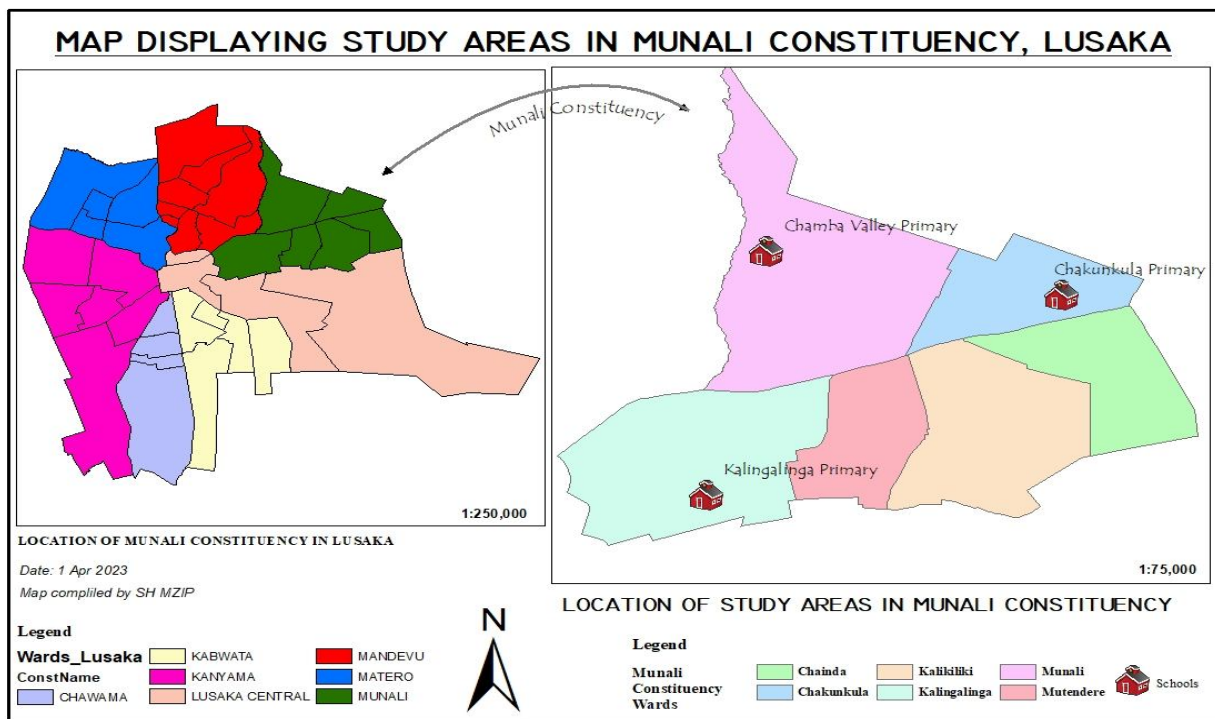 MAP DISPLAYING STUDY AREAS IN MUNALI CONSTITUENCY, LUSAKA
Munali Constituency
1:250,000
LOCATION OF MUNALI CONSTITUENCY IN LUSAKA
Date: 1 Apr 2023
Map compliled by SH MZIP
Legend
Wards_Lusaka
ConstName
CHAWAMA
KABWATA
KANYAMA
LUSAKA CENTRAL
MANDEVU
MATERO
MUNALI
N
Chamba Valley Primary
Chakunkula Primary
Kalingalinga Primary
1:75,000
LOCATION OF STUDY AREAS IN MUNALI CONSTITUENCY
Legend
Munali
Constituency
Wards
Chainda
Chakunkula
Kalikiliki
Kalingalinga
Munali
Mutendere
Schools